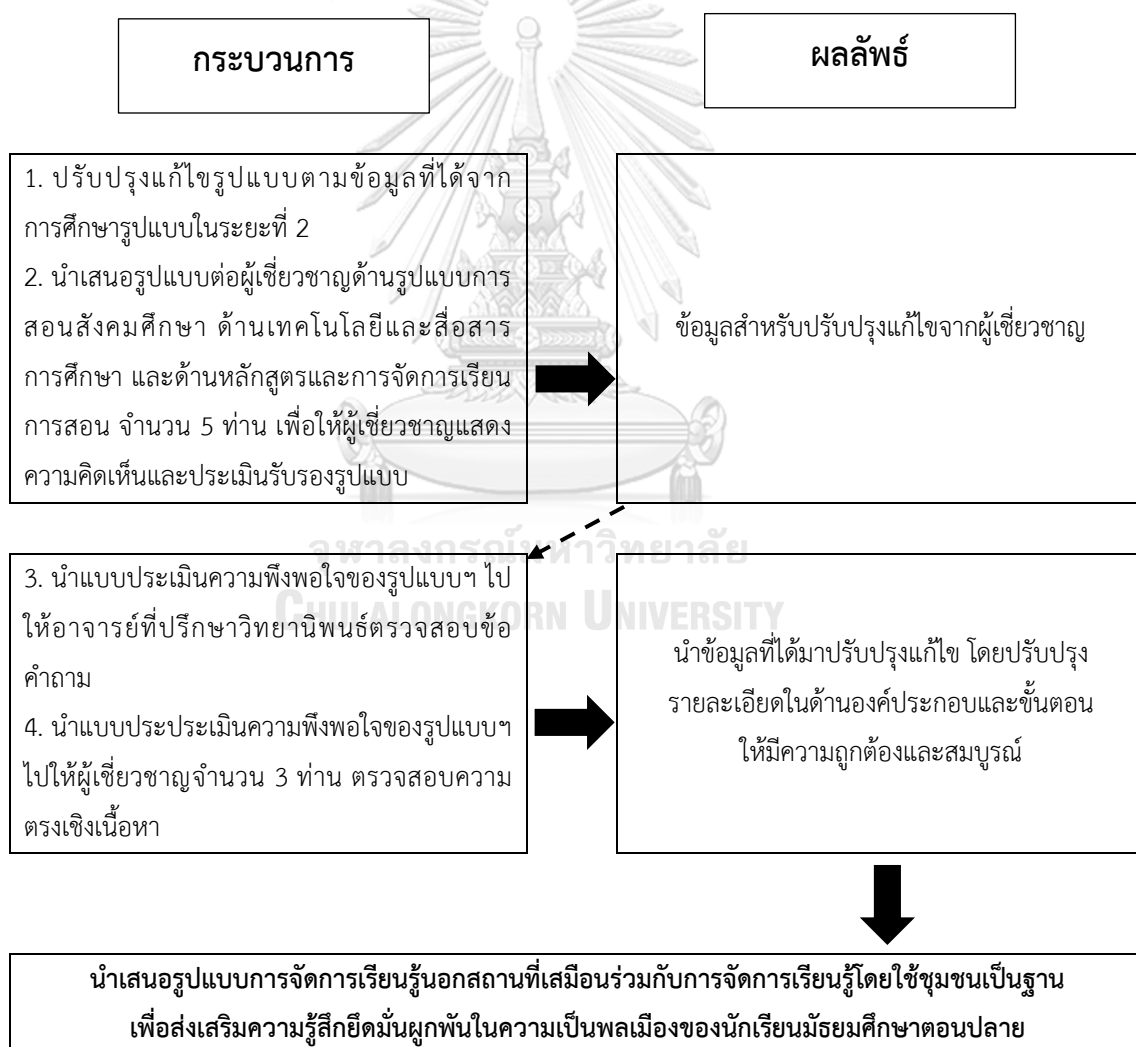 กระบวนการ
ผลลัพธ์
1. ปรับปรุงแก้ไขรูปแบบตามข้อมูลที่ได้จาก
การศึกษารูปแบบในระยะที่ 2
2. นำเสนอรูปแบบต่อผู้เชี่ยวชาญด้านรูปแบบการ
สอนสังคมศึกษา ด้านเทคโนโลยีและสื่อสาร
การศึกษา และด้านหลักสูตรและการจัดการเรียน
การสอน จำนวน 5 ท่าน เพื่อให้ผู้เชี่ยวชาญแสดง
ความคิดเห็นและประเมินรับรองรูปแบบ
ข้อมูลสำหรับปรับปรุงแก้ไขจากผู้เชี่ยวชาญ
จุฬาลงกรณ์มหาวิทยาลัย
CHULALONGKORN UNIVERSITY
3. นำแบบประเมินความพึงพอใจของรูปแบบฯ ไป
ให้อาจารย์ที่ปรึกษาวิทยานิพนธ์ตรวจสอบข้อ
คำถาม
4. นำแบบประประเมินความพึงพอใจของรูปแบบฯ
ไปให้ผู้เชี่ยวชาญจำนวน 3 ท่าน ตรวจสอบความ
ตรงเชิงเนื้อหา
นำข้อมูลที่ได้มาปรับปรุงแก้ไข โดยปรับปรุง
รายละเอียดในด้านองค์ประกอบและขั้นตอน
ให้มีความถูกต้องและสมบูรณ์
นำเสนอรูปแบบการจัดการเรียนรู้นอกสถานที่เสมือนร่วมกับการจัดการเรียนรู้โดยใช้ชุมชนเป็นฐาน
เพื่อส่งเสริมความรู้สึกยึดมั่นผูกพันในความเป็นพลเมืองของนักเรียนมัธยมศึกษาตอนปลาย